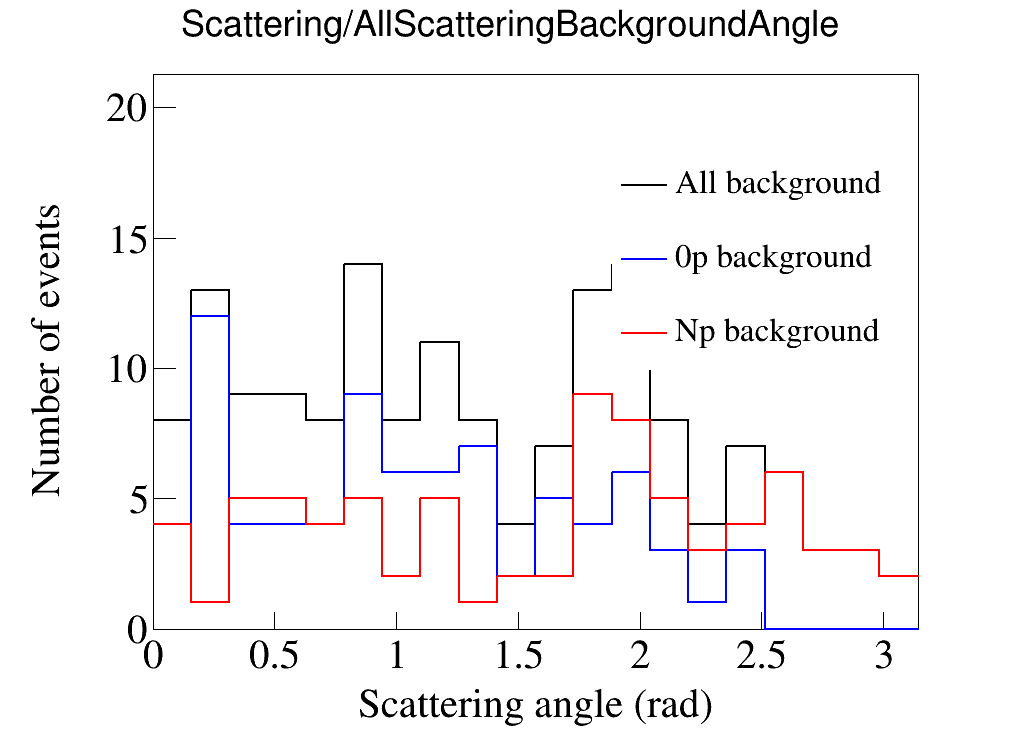 Scattering/AllScatteringBackgroundAngle
20
15
10
5
0
Number of events
All background
0p background
Np background
0 0.5 1 1.5 2 2.5 3
Scattering angle (rad)